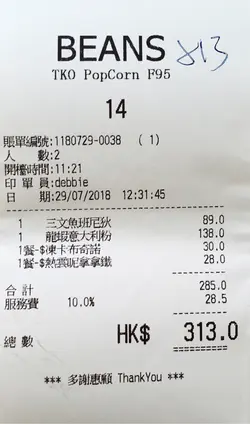 BEANS 813
TKO PopCorn F95
14
賬單編號:1180729-0038 ( 1)
人 數:2
開檯時間:11:21
印 單 員:debbie
日 期:29/07/2018 12:31:45
1 三文魚班尼狄 89.0
1 龍蝦意大利粉 138.0
1餐-$凍卡布奇諾 30.0
1餐-$熱雲呢拿拿鐵 28.0
合 計 285.0
服務費 10.0% 28.5
總 數 HK$ 313.0
*** 多謝惠顧 ThankYou ***